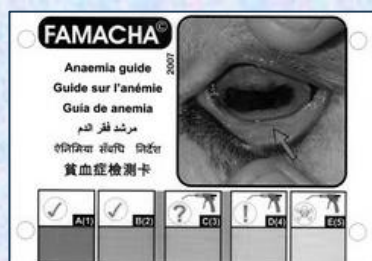 FAMACHA©
2007
Anaemia guide
Guide sur l'anémie
Guía de anemia
مرشد فقر الدم
ऐनिमिया सँबघि निर्देश
貧血症檢測卡
A(1) B(2) ? C(3) ! D(4) E(5)